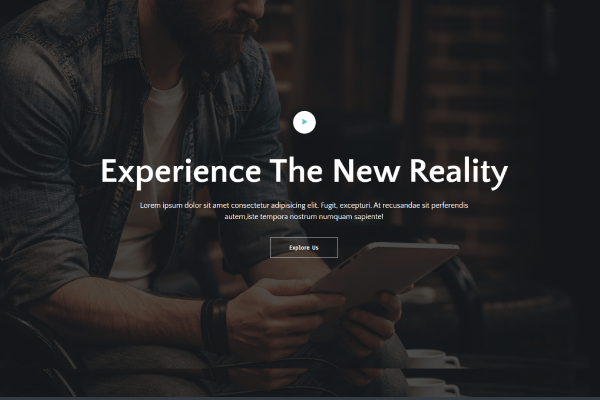 Experience The New Reality
Lorem ipsum dolor sit amet consectetur adipisicing elit. Fugit, excepturi. At recusandae sit perferendis
autem,iste tempora nostrum numquam sapiente!
Explore Us